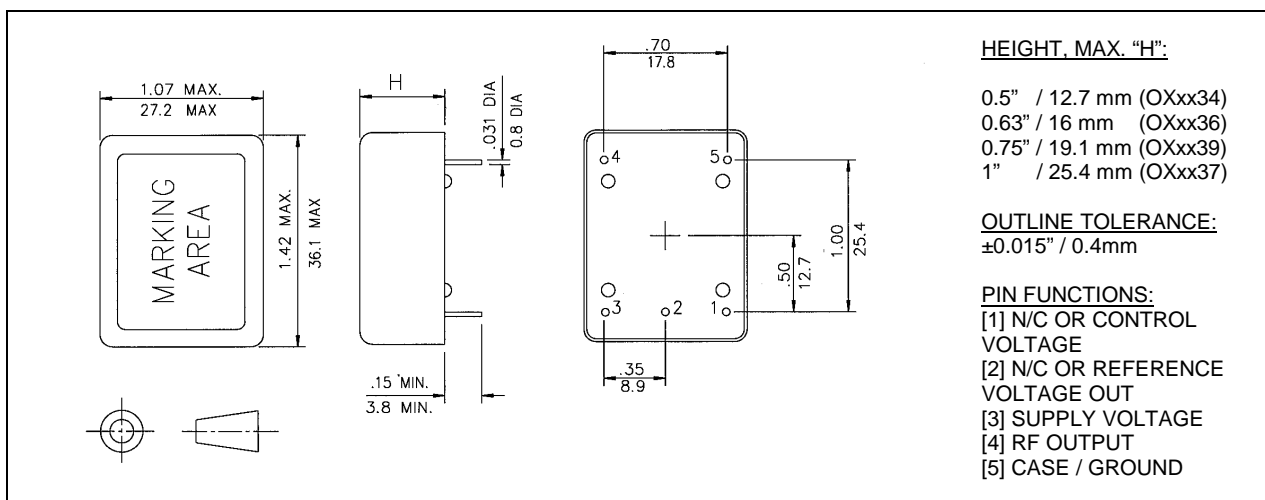 1.07 MAX.
27.2 MAX
MARKING
AREA
1.42 MAX.
36.1 MAX
H
.031 DIA
0.8 DIA
.15 MIN.
3.8 MIN.
.70
17.8
4
5
1.00
25.4
.50
12.7
3
2
1
.35
8.9
HEIGHT, MAX. “H”:
0.5” / 12.7 mm (OXxx34)
0.63” / 16 mm (OXxx36)
0.75” / 19.1 mm (OXxx39)
1” / 25.4 mm (OXxx37)
OUTLINE TOLERANCE:
±0.015” / 0.4mm
PIN FUNCTIONS:
[1] N/C OR CONTROL
VOLTAGE
[2] N/C OR REFERENCE
VOLTAGE OUT
[3] SUPPLY VOLTAGE
[4] RF OUTPUT
[5] CASE / GROUND